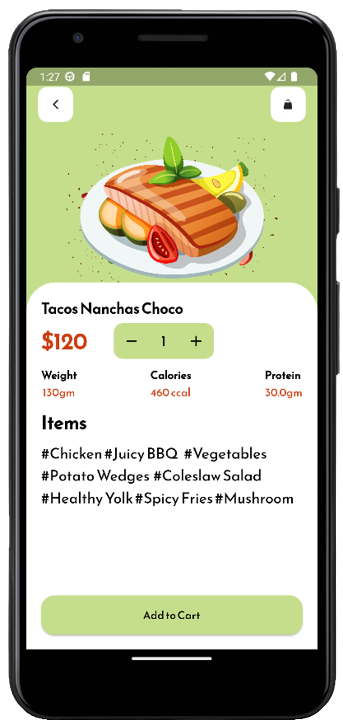 1:27
Tacos Nanchas Choco
$120 − 1 +
Weight Calories Protein
130gm 460 ccal 30.0gm
Items
#Chicken #Juicy BBQ #Vegetables
#Potato Wedges #Coleslaw Salad
#Healthy Yolk #Spicy Fries #Mushroom
Add to Cart